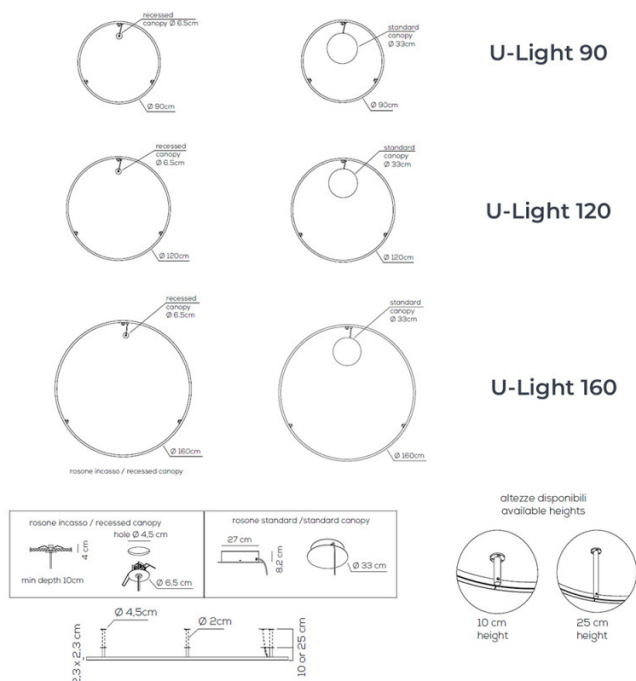 recessed
canopy Ø 6.5cm
Ø 90cm
standard
canopy
Ø 33cm
Ø 90cm
U-Light 90
recessed
canopy
Ø 6.5cm
Ø 120cm
standard
canopy
Ø 33cm
Ø 120cm
U-Light 120
recessed
canopy
Ø 6.5cm
Ø 160cm
standard
canopy
Ø 33cm
Ø 160cm
U-Light 160
rosone incasso / recessed canopy
rosone incasso / recessed canopy
hole Ø 4,5 cm
4 cm
min depth 10cm
Ø 6,5 cm
rosone standard /standard canopy
27 cm
8,2 cm
Ø 33 cm
altezze disponibili
available heights
10 cm
height
25 cm
height
Ø 4,5cm
Ø 2cm
2,3 x 2,3 cm
10 or 25 cm